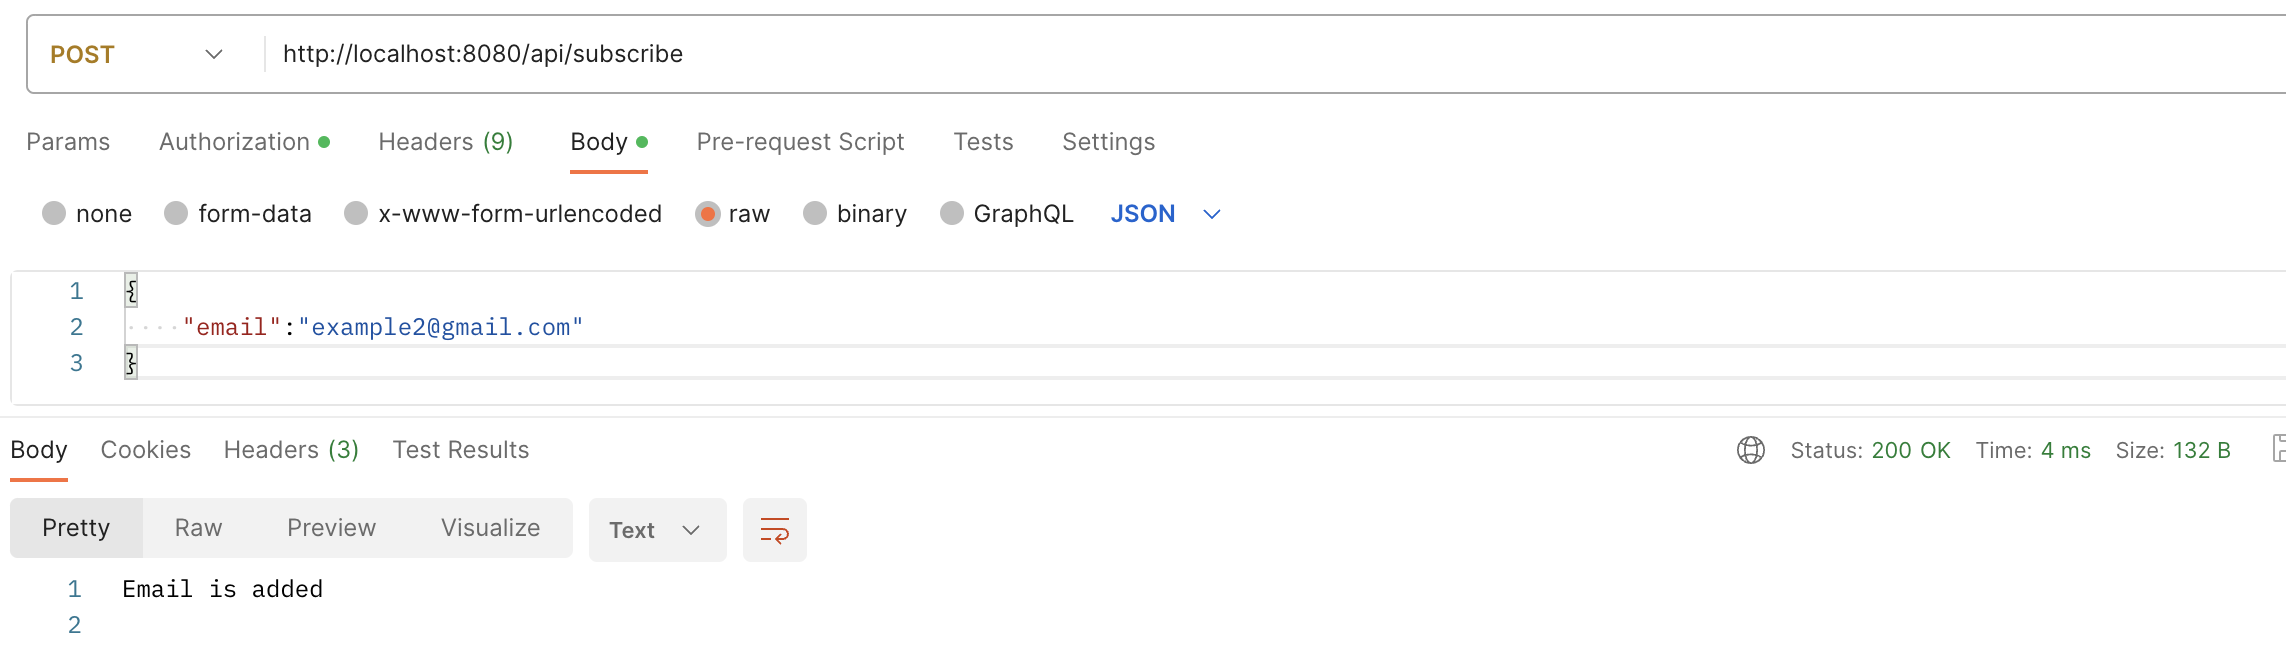 POST http://localhost:8080/api/subscribe
Params Authorization Headers (9) Body Pre-request Script Tests Settings
none form-data x-www-form-urlencoded raw binary GraphQL JSON
1 {
2 "email":"example2@gmail.com"
3 }
Body Cookies Headers (3) Test Results Status: 200 OK Time: 4 ms Size: 132 B
Pretty Raw Preview Visualize Text
1 Email is added
2